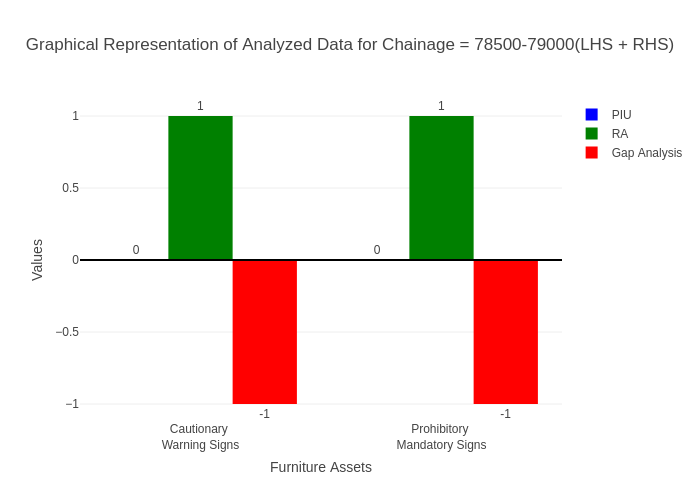 Graphical Representation of Analyzed Data for Chainage = 78500-79000(LHS + RHS)
1
0.5
0
−0.5
−1
Values
0
1
-1
0
1
-1
Cautionary
Warning Signs
Prohibitory
Mandatory Signs
Furniture Assets
PIU
RA
Gap Analysis